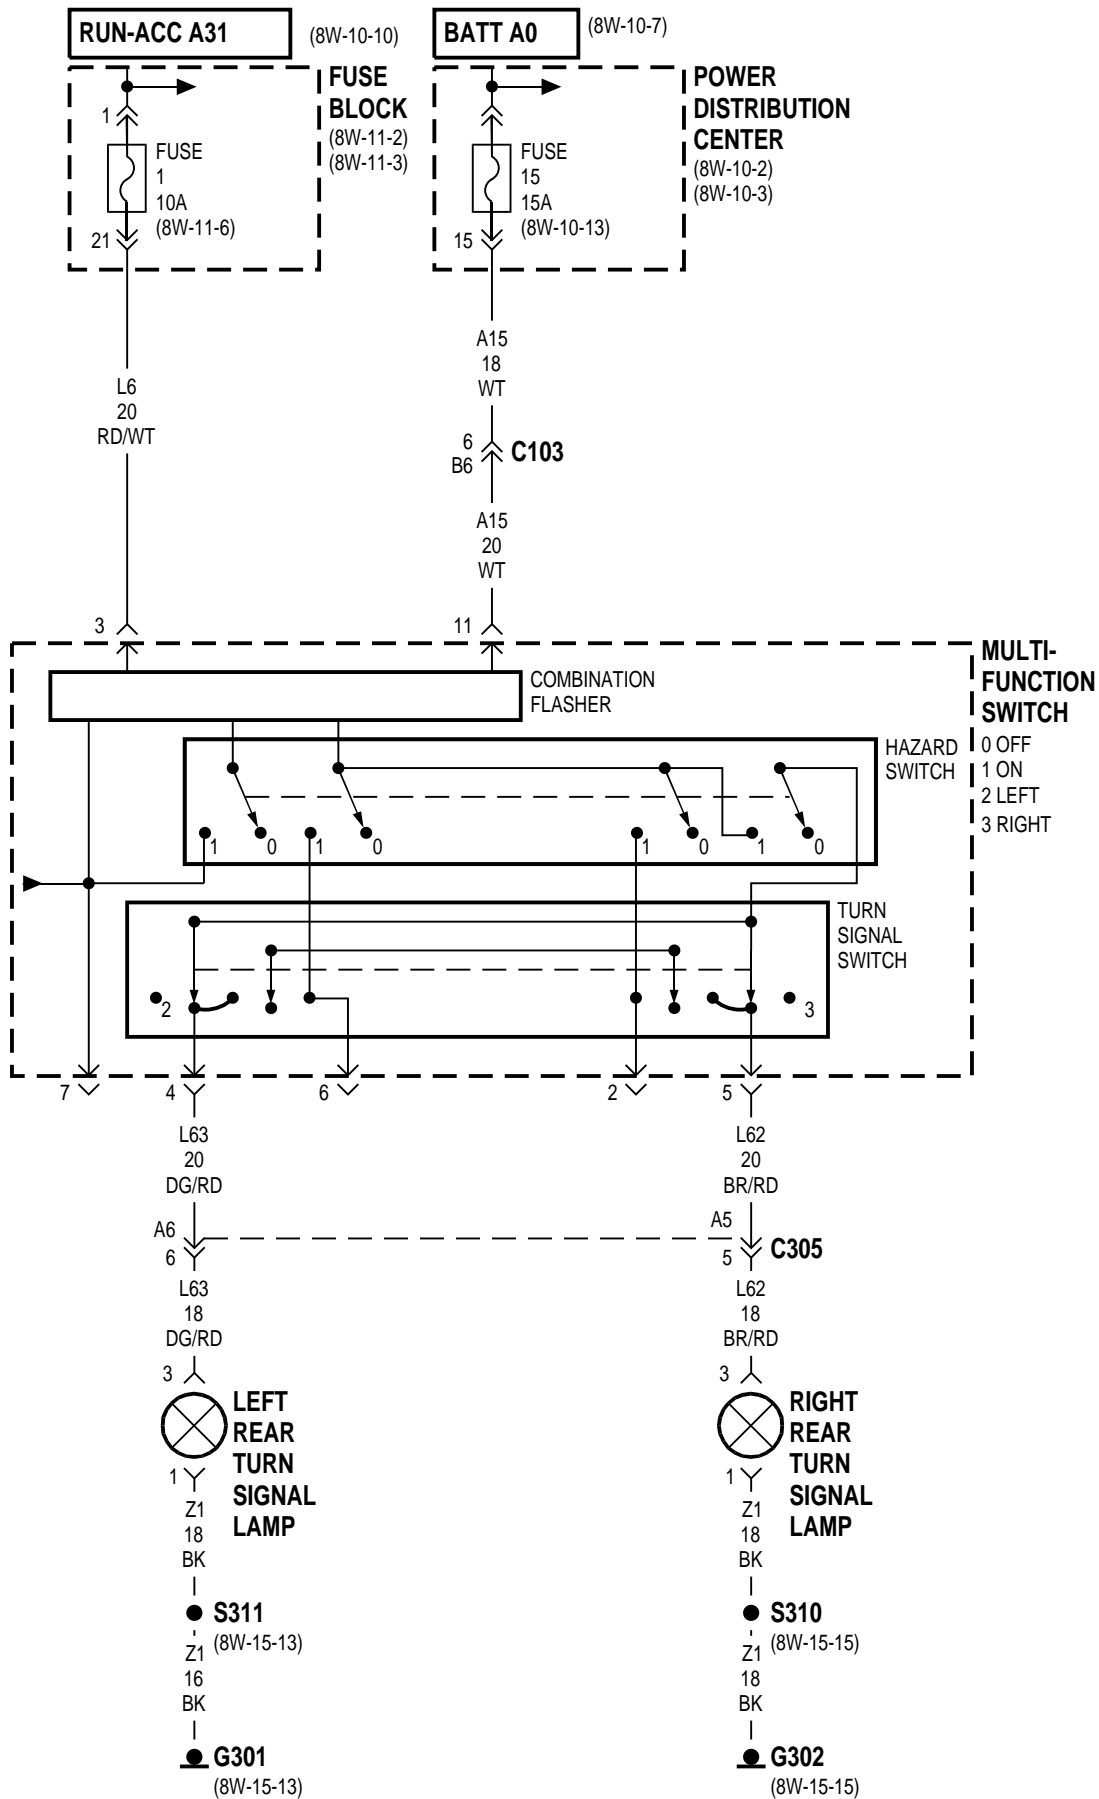 RUN-ACC A31
(8W-10-10)
BATT A0
(8W-10-7)
FUSE
BLOCK
(8W-11-2)
(8W-11-3)
1
FUSE
1
10A
(8W-11-6)
21
POWER
DISTRIBUTION
CENTER
(8W-10-2)
(8W-10-3)
FUSE
15
15A
(8W-10-13)
15
L6
20
RD/WT
A15
18
WT
6
B6
C103
A15
20
WT
3
11
MULTI-
FUNCTION
SWITCH
0 OFF
1 ON
2 LEFT
3 RIGHT
COMBINATION
FLASHER
HAZARD
SWITCH
1 0 1 0 1 0 1 0
TURN
SIGNAL
SWITCH
2
3
7 4 6 2 5
L63
20
DG/RD
L62
20
BR/RD
A6
6
A5
5
C305
L63
18
DG/RD
L62
18
BR/RD
3
LEFT
REAR
TURN
SIGNAL
LAMP
1
3
RIGHT
REAR
TURN
SIGNAL
LAMP
1
Z1
18
BK
Z1
18
BK
S311
(8W-15-13)
S310
(8W-15-15)
Z1
16
BK
Z1
18
BK
G301
(8W-15-13)
G302
(8W-15-15)